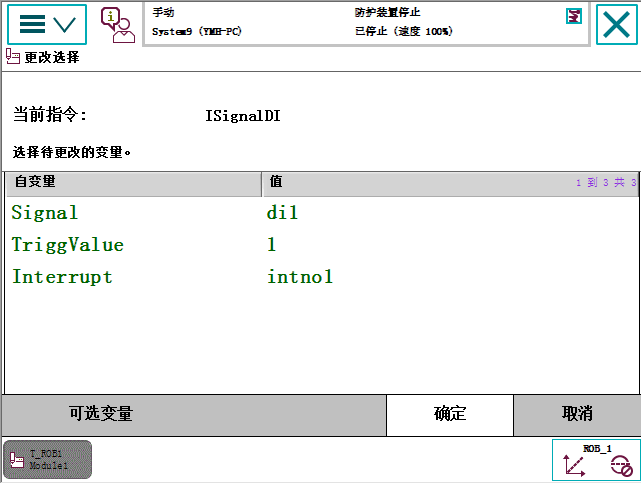 手动
防护装置停止
System9 (YMH-PC)
已停止 (速度 100%)
更改选择
当前指令:
ISignalDI
选择待更改的变量。
自变量
值
1 到 3 共 3
Signal
di1
TriggValue
1
Interrupt
intno1
可选变量
确定
取消
T_ROB1
Module1
ROB_1